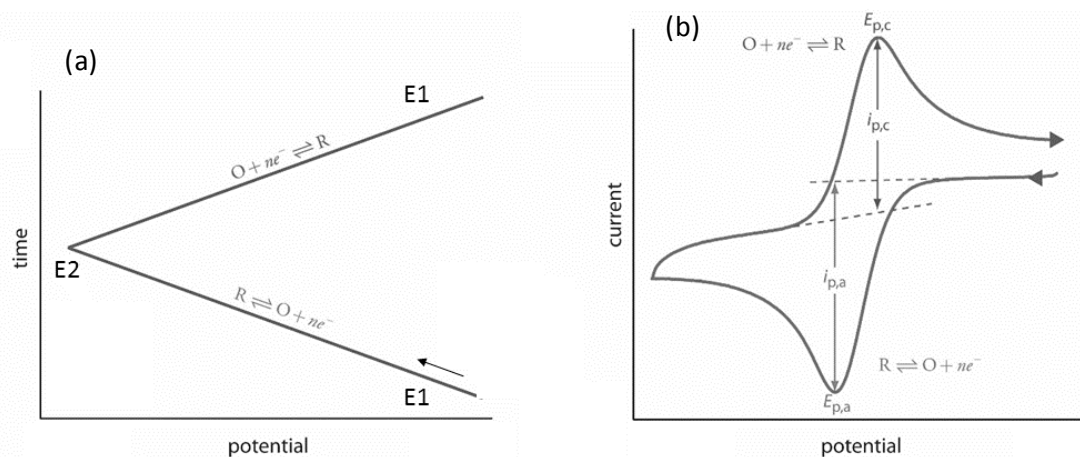 (a)
E1
O + ne⁻ ⇌ R
time
E2
R ⇌ O + ne⁻
E1
potential
(b)
Ep,c
O + ne⁻ ⇌ R
ip,c
current
ip,a
R ⇌ O + ne⁻
Ep,a
potential